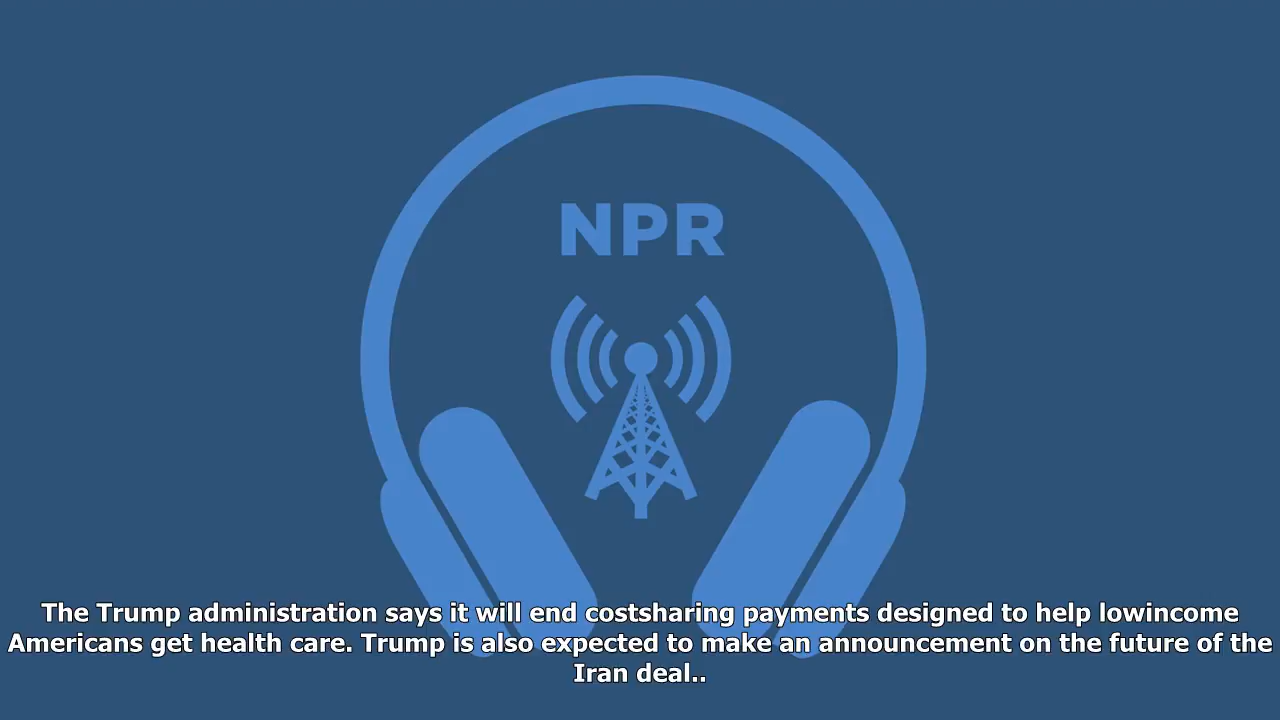 NPR
The Trump administration says it will end costsharing payments designed to help lowincome
Americans get health care. Trump is also expected to make an announcement on the future of the
Iran deal..